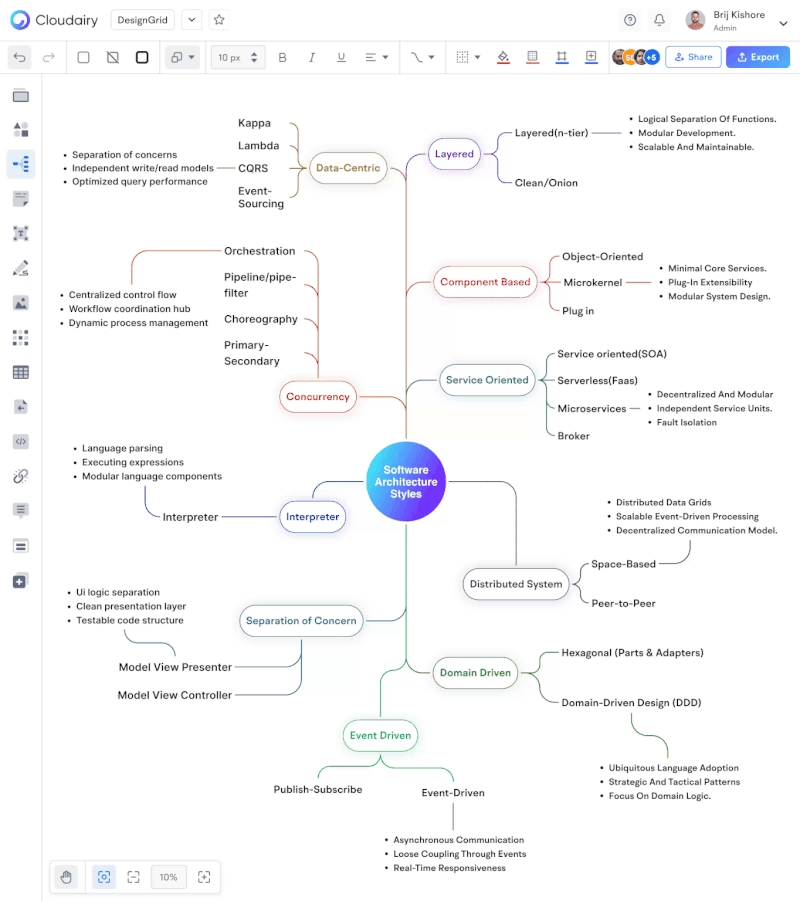 Cloudairy
DesignGrid
Brij Kishore
Admin
10 px
B
I
U
+5
Share
Export
Kappa
Lambda
CQRS
Event-
Sourcing
Separation of concerns
Independent write/read models
Optimized query performance
Data-Centric
Layered
Layered(n-tier)
Clean/Onion
Logical Separation Of Functions.
Modular Development.
Scalable And Maintainable.
Orchestration
Pipeline/pipe-
filter
Choreography
Primary-
Secondary
Centralized control flow
Workflow coordination hub
Dynamic process management
Concurrency
Component Based
Object-Oriented
Microkernel
Plug in
Minimal Core Services.
Plug-In Extensibility
Modular System Design.
Service Oriented
Service oriented(SOA)
Serverless(Faas)
Microservices
Broker
Decentralized And Modular
Independent Service Units.
Fault Isolation
Software
Architecture
Styles
Language parsing
Executing expressions
Modular language components
Interpreter
Interpreter
Distributed Data Grids
Scalable Event-Driven Processing
Decentralized Communication Model.
Space-Based
Distributed System
Peer-to-Peer
Ui logic separation
Clean presentation layer
Testable code structure
Separation of Concern
Model View Presenter
Model View Controller
Domain Driven
Hexagonal (Parts & Adapters)
Domain-Driven Design (DDD)
Ubiquitous Language Adoption
Strategic And Tactical Patterns
Focus On Domain Logic.
Event Driven
Publish-Subscribe
Event-Driven
Asynchronous Communication
Loose Coupling Through Events
Real-Time Responsiveness
10%